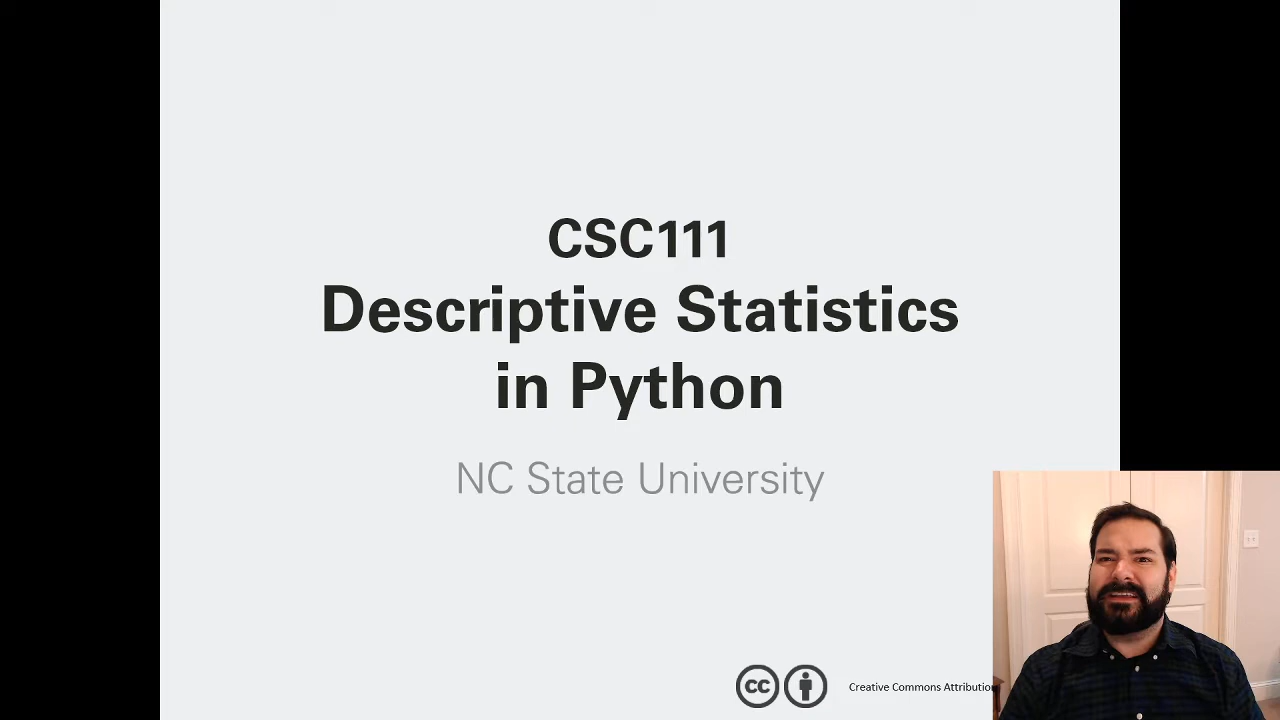 CSC111
Descriptive Statistics
in Python
NC State University
cc
Creative Commons Attribution